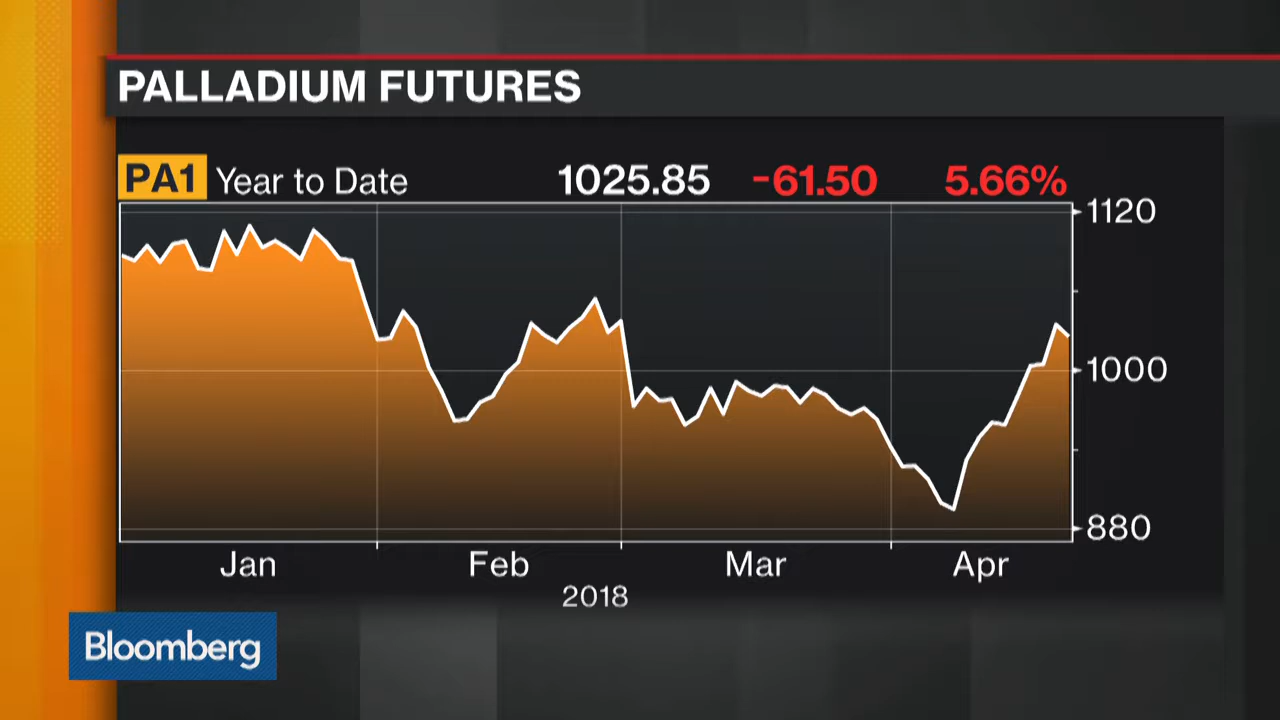 PALLADIUM FUTURES
PA1 Year to Date 1025.85 -61.50 5.66%
1120
1000
880
Jan Feb Mar Apr
2018
Bloomberg